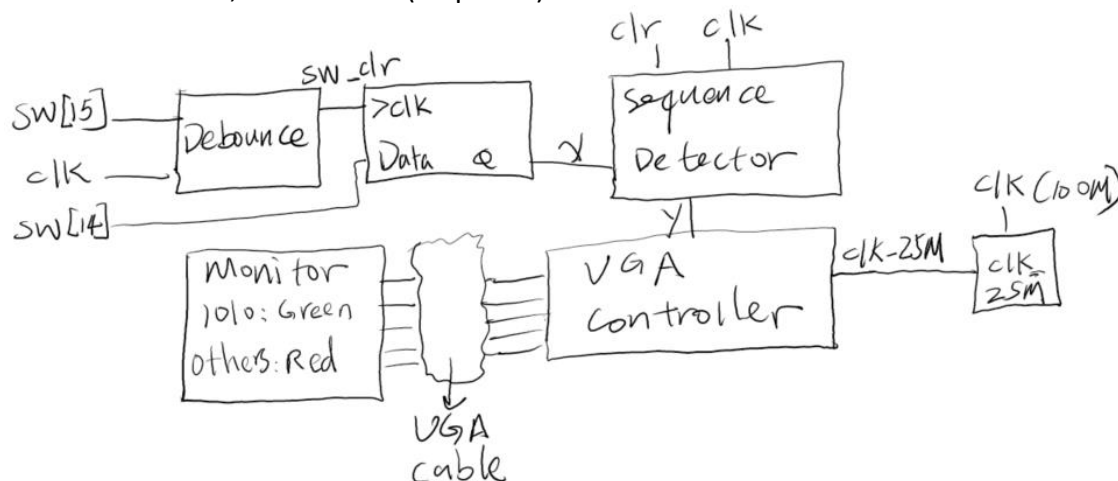 clr clk
sw_clr
SW[15]
Debounce
>clk
Sequence
Detector
clk
Data Q
x
SW[14]
clk (100M)
y
Monitor
1010: Green
others: Red
VGA
controller
clk-25M
clk_
25M
VGA
cable